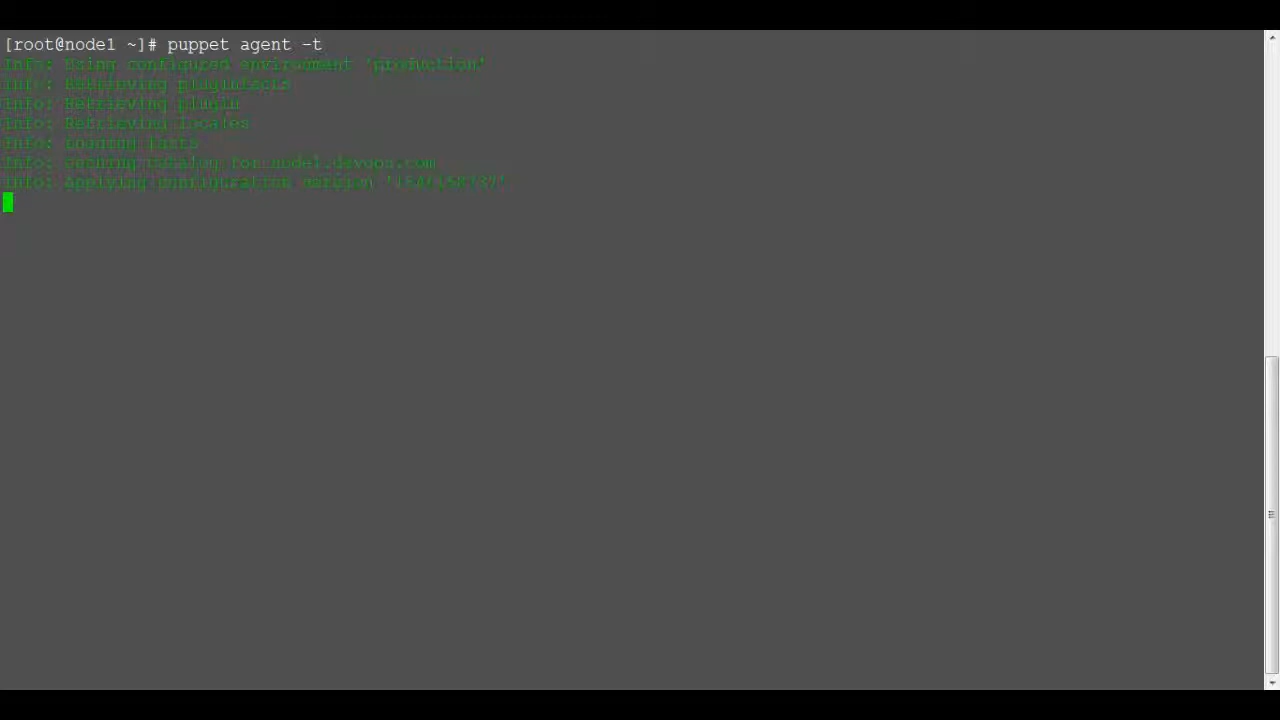 [root@node1 ~]# puppet agent -t
Info: Using configured environment 'production'
Info: Retrieving pluginfacts
Info: Retrieving plugin
Info: Retrieving locales
Info: Loading facts
Info: Caching catalog for node1.devops.com
Info: Applying configuration version